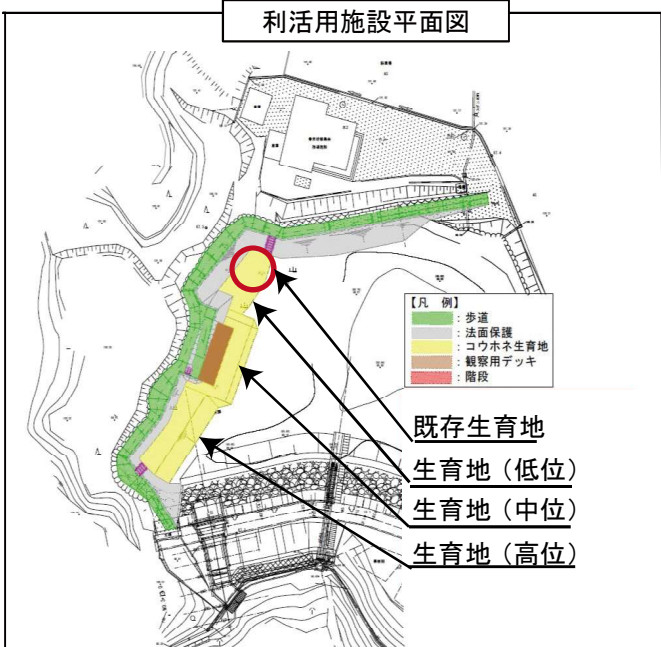 利活用施設平面図
【凡 例】
：歩道
：法面保護
：コウホネ生育地
：観察用デッキ
：階段
既存生育地
生育地（低位）
生育地（中位）
生育地（高位）